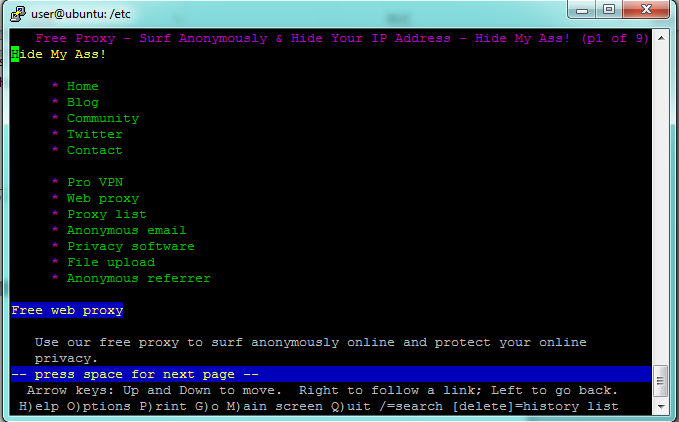 user@ubuntu: /etc
Free Proxy - Surf Anonymously & Hide Your IP Address - Hide My Ass! (p1 of 9)
Hide My Ass!
* Home
* Blog
* Community
* Twitter
* Contact
* Pro VPN
* Web proxy
* Proxy list
* Anonymous email
* Privacy software
* File upload
* Anonymous referrer
Free web proxy
Use our free proxy to surf anonymously online and protect your online
privacy.
-- press space for next page --
Arrow keys: Up and Down to move.  Right to follow a link; Left to go back.
H)elp O)ptions P)rint G)o M)ain screen Q)uit /=search [delete]=history list